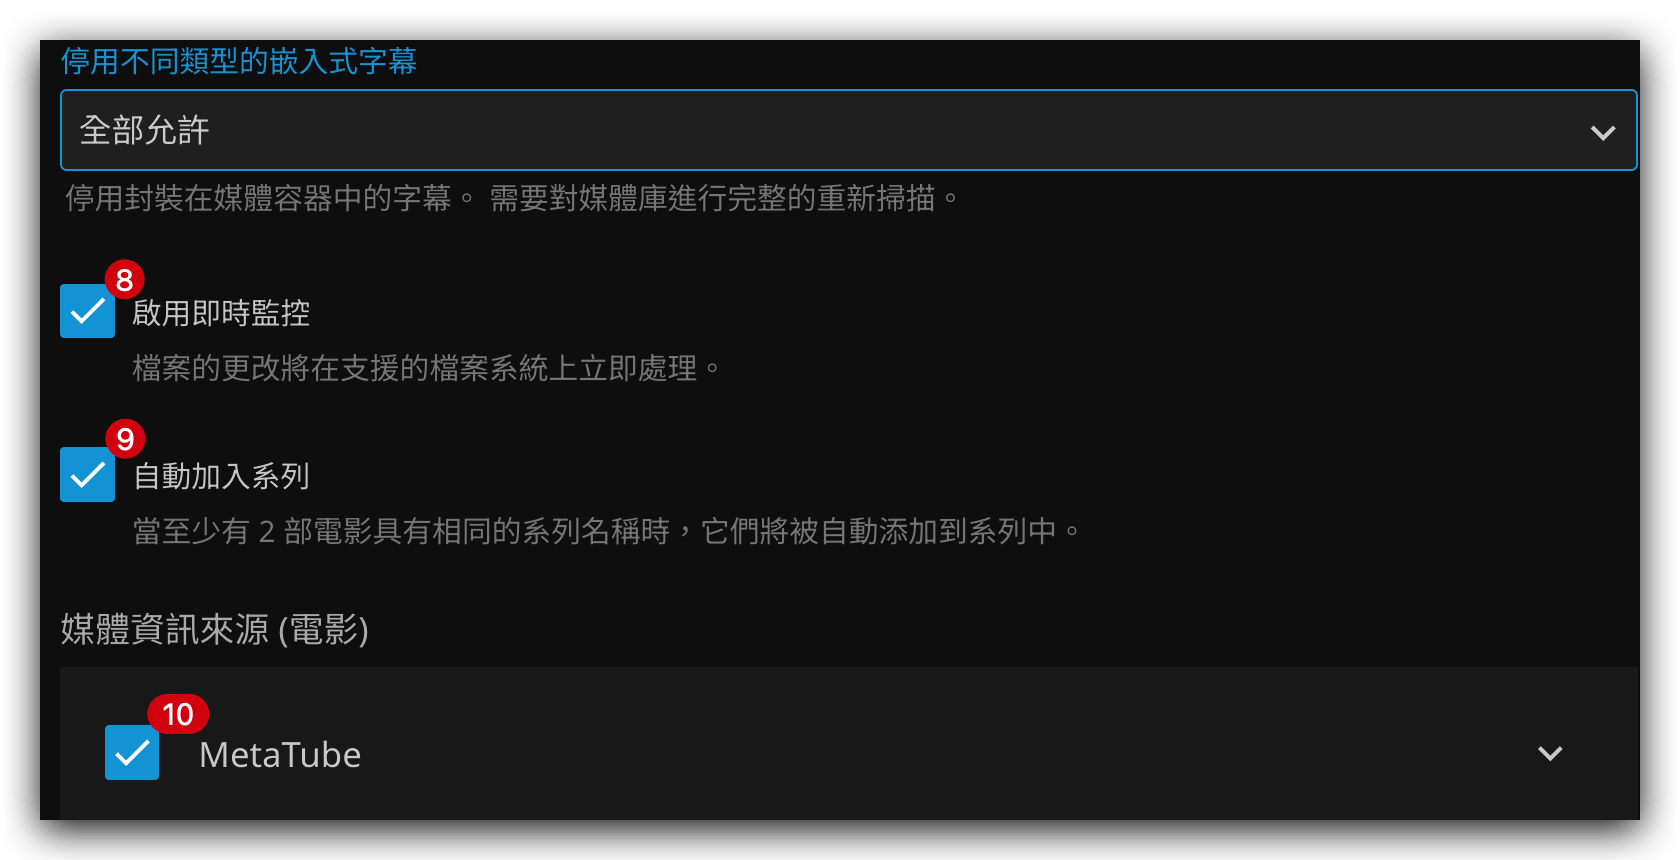 停用不同類型的嵌入式字幕
全部允許
停用封裝在媒體容器中的字幕。 需要對媒體庫進行完整的重新掃描。
8
啟用即時監控
檔案的更改將在支援的檔案系統上立即處理。
9
自動加入系列
當至少有 2 部電影具有相同的系列名稱時，它們將被自動添加到系列中。
媒體資訊來源 (電影)
10
MetaTube